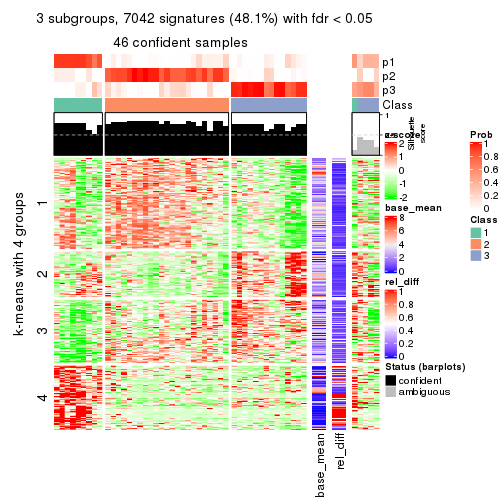 3 subgroups, 7042 signatures (48.1%) with fdr < 0.05
46 confident samples
p1
p2
p3
Class
1
Silhouette
score
k-means with 4 groups
1
2
3
4
base_mean
rel_diff
z-score
2
1
0
-1
-2
base_mean
8
6
4
2
0
rel_diff
1
0.8
0.6
0.4
0.2
0
Status (barplots)
confident
ambiguous
Prob
1
0.8
0.6
0.4
0.2
0
Class
1
2
3